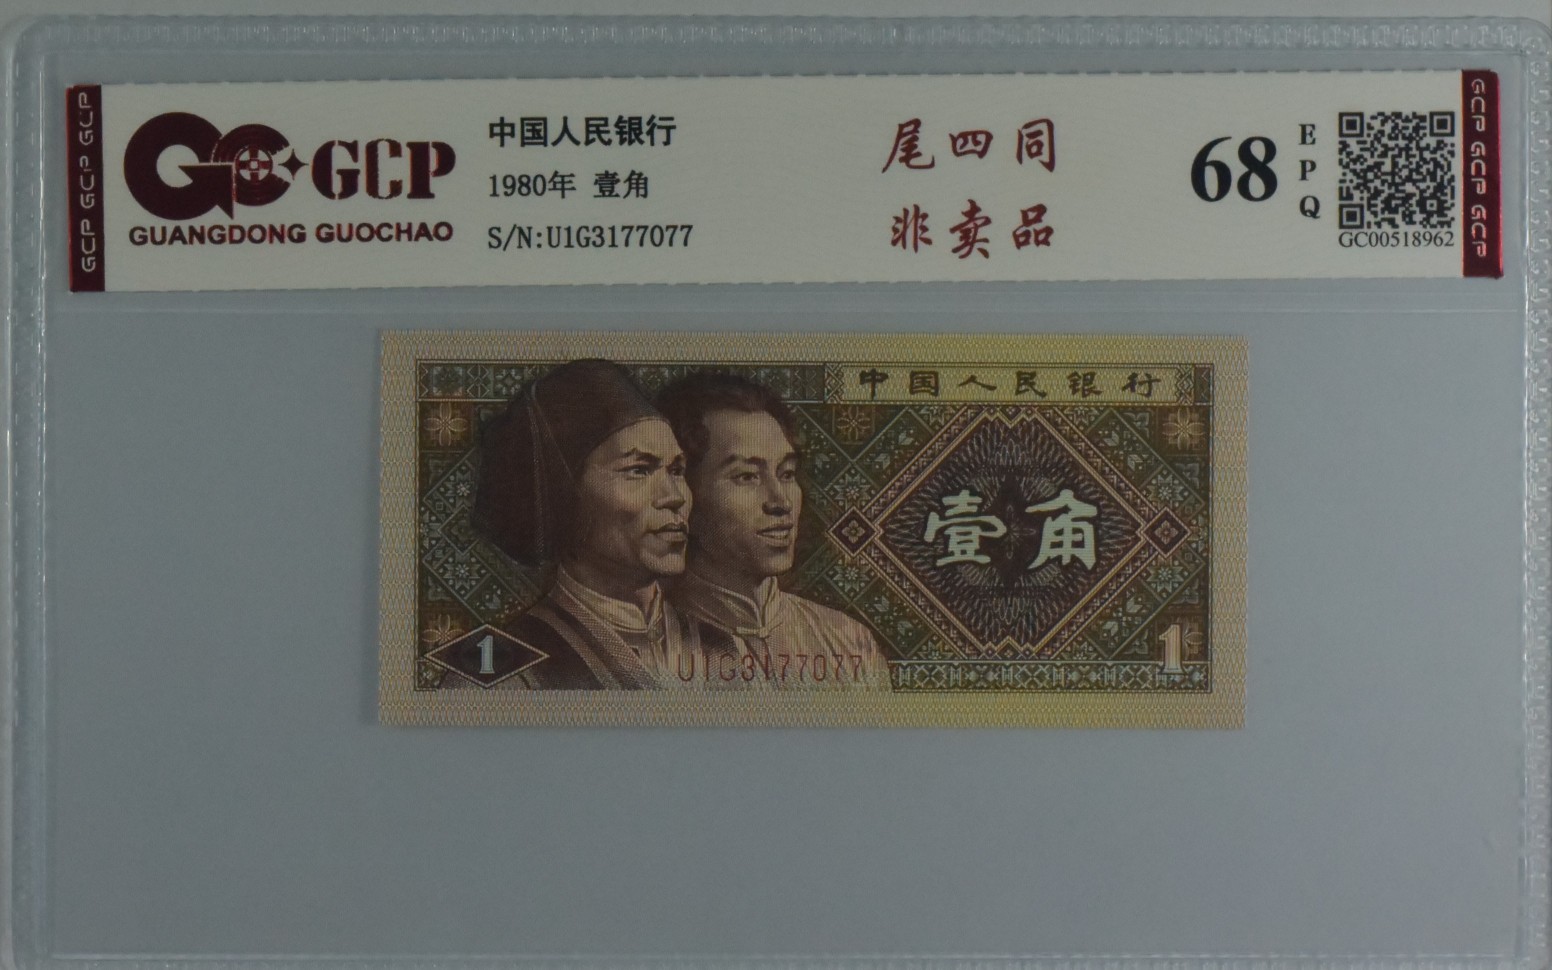 GCP GCP GCP
GCP
GUANGDONG GUOCHAO
中国人民银行
1980年 壹角
S/N:U1G3177077
尾四同
非卖品
68
EPQ
GC00518962
GCP GCP GCP
中国人民银行
壹角
1
U1G3177077
1